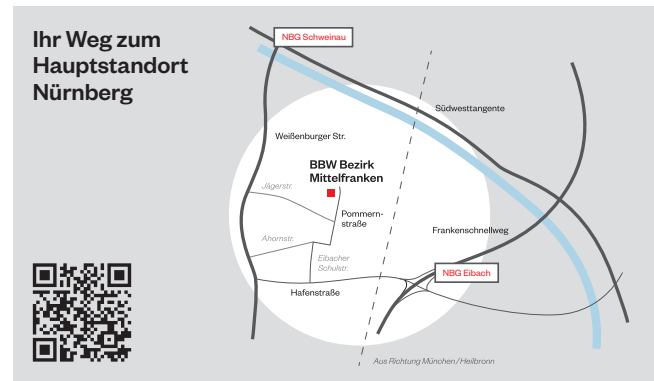 Ihr Weg zum
Hauptstandort
Nürnberg
NBG Schweinau
Südwesttangente
Weißenburger Str.
BBW Bezirk
Mittelfranken
Jägerstr.
Pommern-
straße
Frankenschnellweg
Ahornstr.
Eibacher
Schulstr.
NBG Eibach
Hafenstraße
Aus Richtung München / Heilbronn